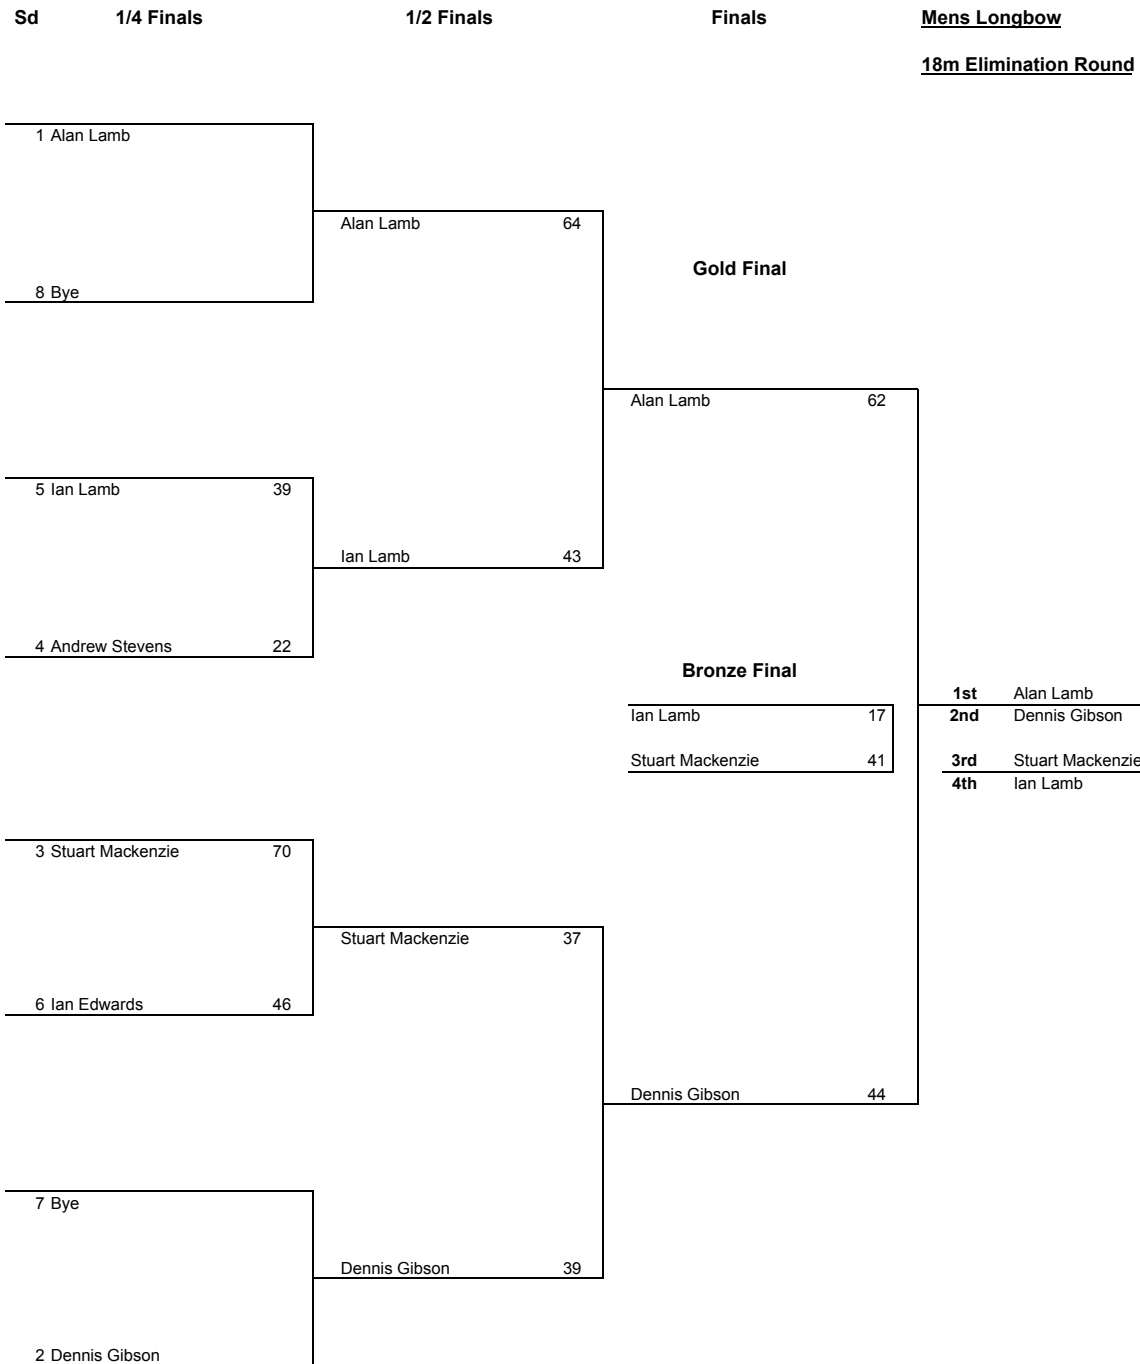 Sd 1/4 Finals 1/2 Finals Finals Mens Longbow
18m Elimination Round
1 Alan Lamb
Alan Lamb 64
Gold Final
8 Bye
Alan Lamb 62
5 Ian Lamb 39
Ian Lamb 43
4 Andrew Stevens 22
Bronze Final
1st Alan Lamb
Ian Lamb 17 2nd Dennis Gibson
Stuart Mackenzie 41 3rd Stuart Mackenzie
4th Ian Lamb
3 Stuart Mackenzie 70
Stuart Mackenzie 37
6 Ian Edwards 46
Dennis Gibson 44
7 Bye
Dennis Gibson 39
2 Dennis Gibson